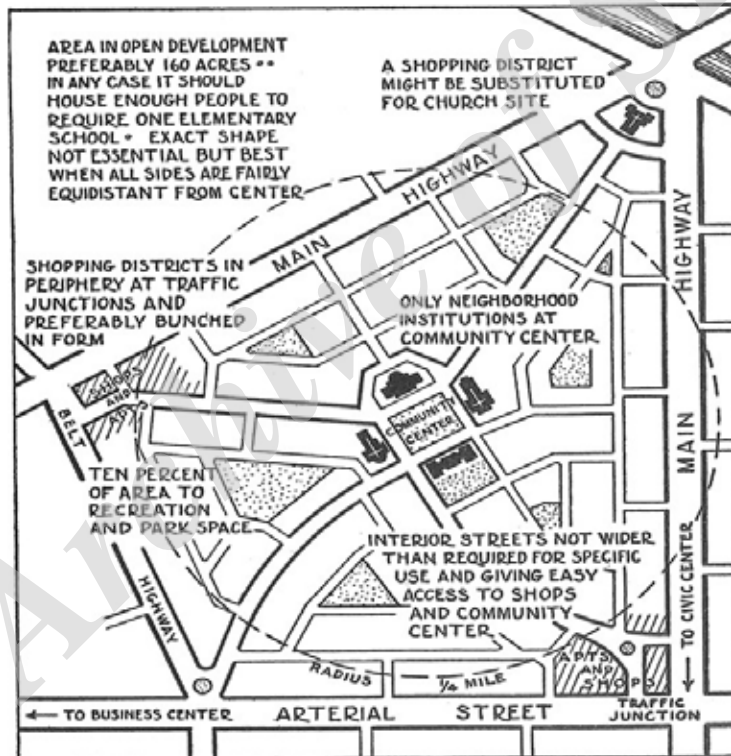 AREA IN OPEN DEVELOPMENT
PREFERABLY 160 ACRES **
IN ANY CASE IT SHOULD
HOUSE ENOUGH PEOPLE TO
REQUIRE ONE ELEMENTARY
SCHOOL * EXACT SHAPE
NOT ESSENTIAL BUT BEST
WHEN ALL SIDES ARE FAIRLY
EQUIDISTANT FROM CENTER
A SHOPPING DISTRICT
MIGHT BE SUBSTITUTED
FOR CHURCH SITE
MAIN HIGHWAY
SHOPPING DISTRICTS IN
PERIPHERY AT TRAFFIC
JUNCTIONS AND
PREFERABLY BUNCHED
IN FORM
ONLY NEIGHBORHOOD
INSTITUTIONS AT
COMMUNITY CENTER
MAIN HIGHWAY
SHOPS
AND
APTS
BELT HIGHWAY
COMMUNITY
CENTER
TEN PERCENT
OF AREA TO
RECREATION
AND PARK SPACE
INTERIOR STREETS NOT WIDER
THAN REQUIRED FOR SPECIFIC
USE AND GIVING EASY
ACCESS TO SHOPS
AND COMMUNITY
CENTER
TO CIVIC CENTER
RADIUS 1/4 MILE
APTS
AND
SHOPS
TRAFFIC
JUNCTION
TO BUSINESS CENTER
ARTERIAL STREET
Archive of S